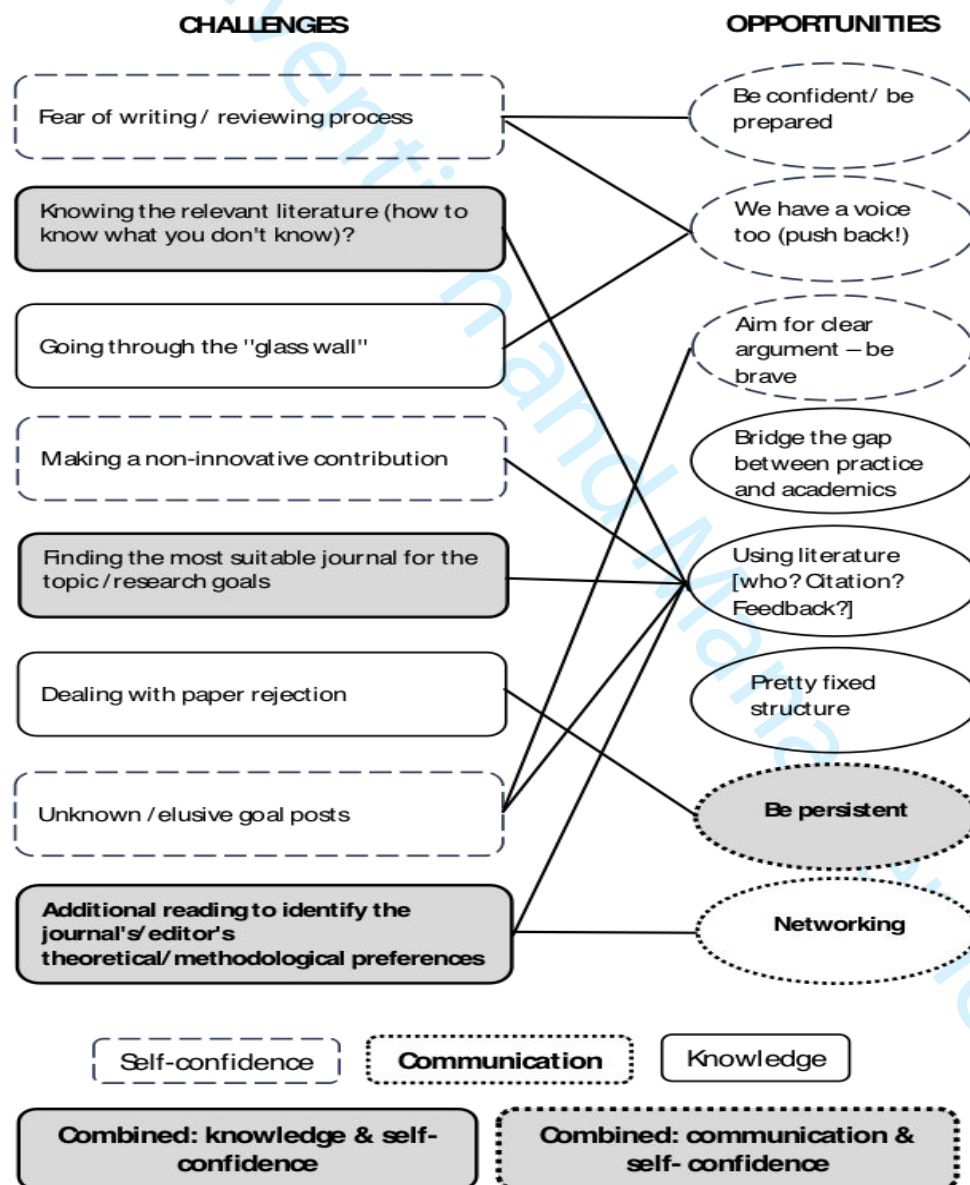 CHALLENGES
OPPORTUNITIES
Fear of writing / reviewing process
Be confident/ be
prepared
Knowing the relevant literature (how to
know what you don't know)?
We have a voice
too (push back!)
Going through the "glass wall"
Aim for clear
argument – be
brave
Making a non-innovative contribution
Bridge the gap
between practice
and academics
Finding the most suitable journal for the
topic / research goals
Using literature
[who? Citation?
Feedback?]
Dealing with paper rejection
Pretty fixed
structure
Unknown / elusive goal posts
Be persistent
Additional reading to identify the
journal's/editor's
theoretical/methodological preferences
Networking
Self-confidence
Communication
Knowledge
Combined: knowledge & self-
confidence
Combined: communication &
self- confidence